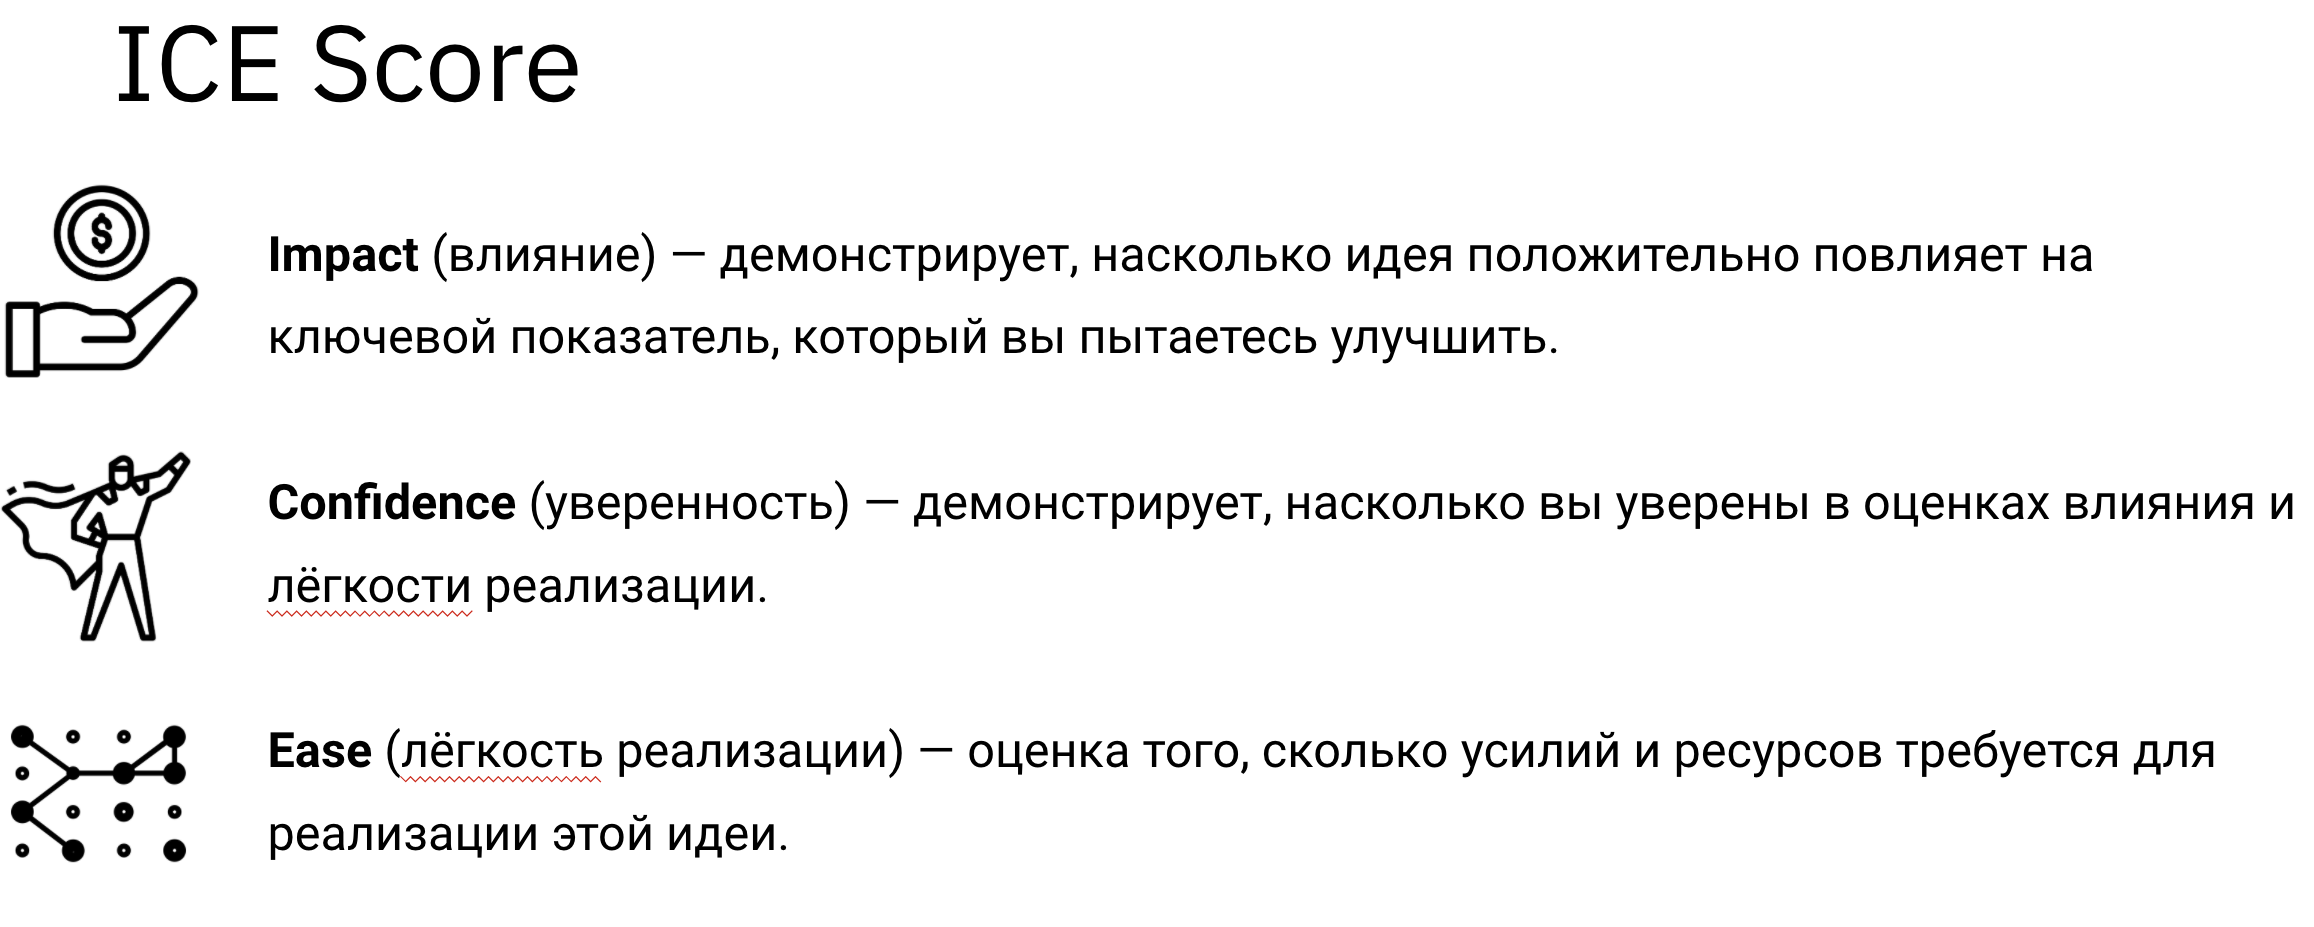 ICE Score
Impact (влияние) — демонстрирует, насколько идея положительно повлияет на
ключевой показатель, который вы пытаетесь улучшить.
Confidence (уверенность) — демонстрирует, насколько вы уверены в оценках влияния и
лёгкости реализации.
Ease (лёгкость реализации) — оценка того, сколько усилий и ресурсов требуется для
реализации этой идеи.